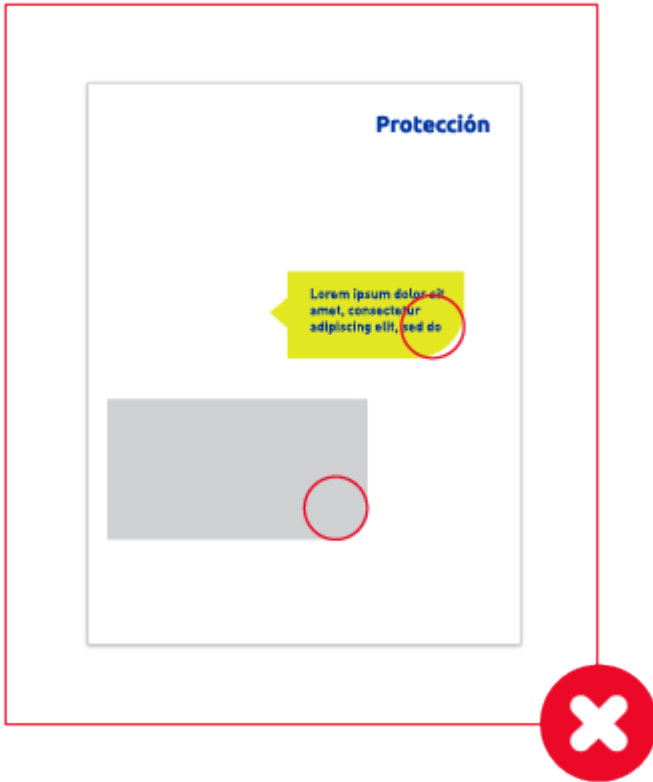 Protección
Lorem ipsum dolor sit
amet, consectetur
adipiscing elit, sed do